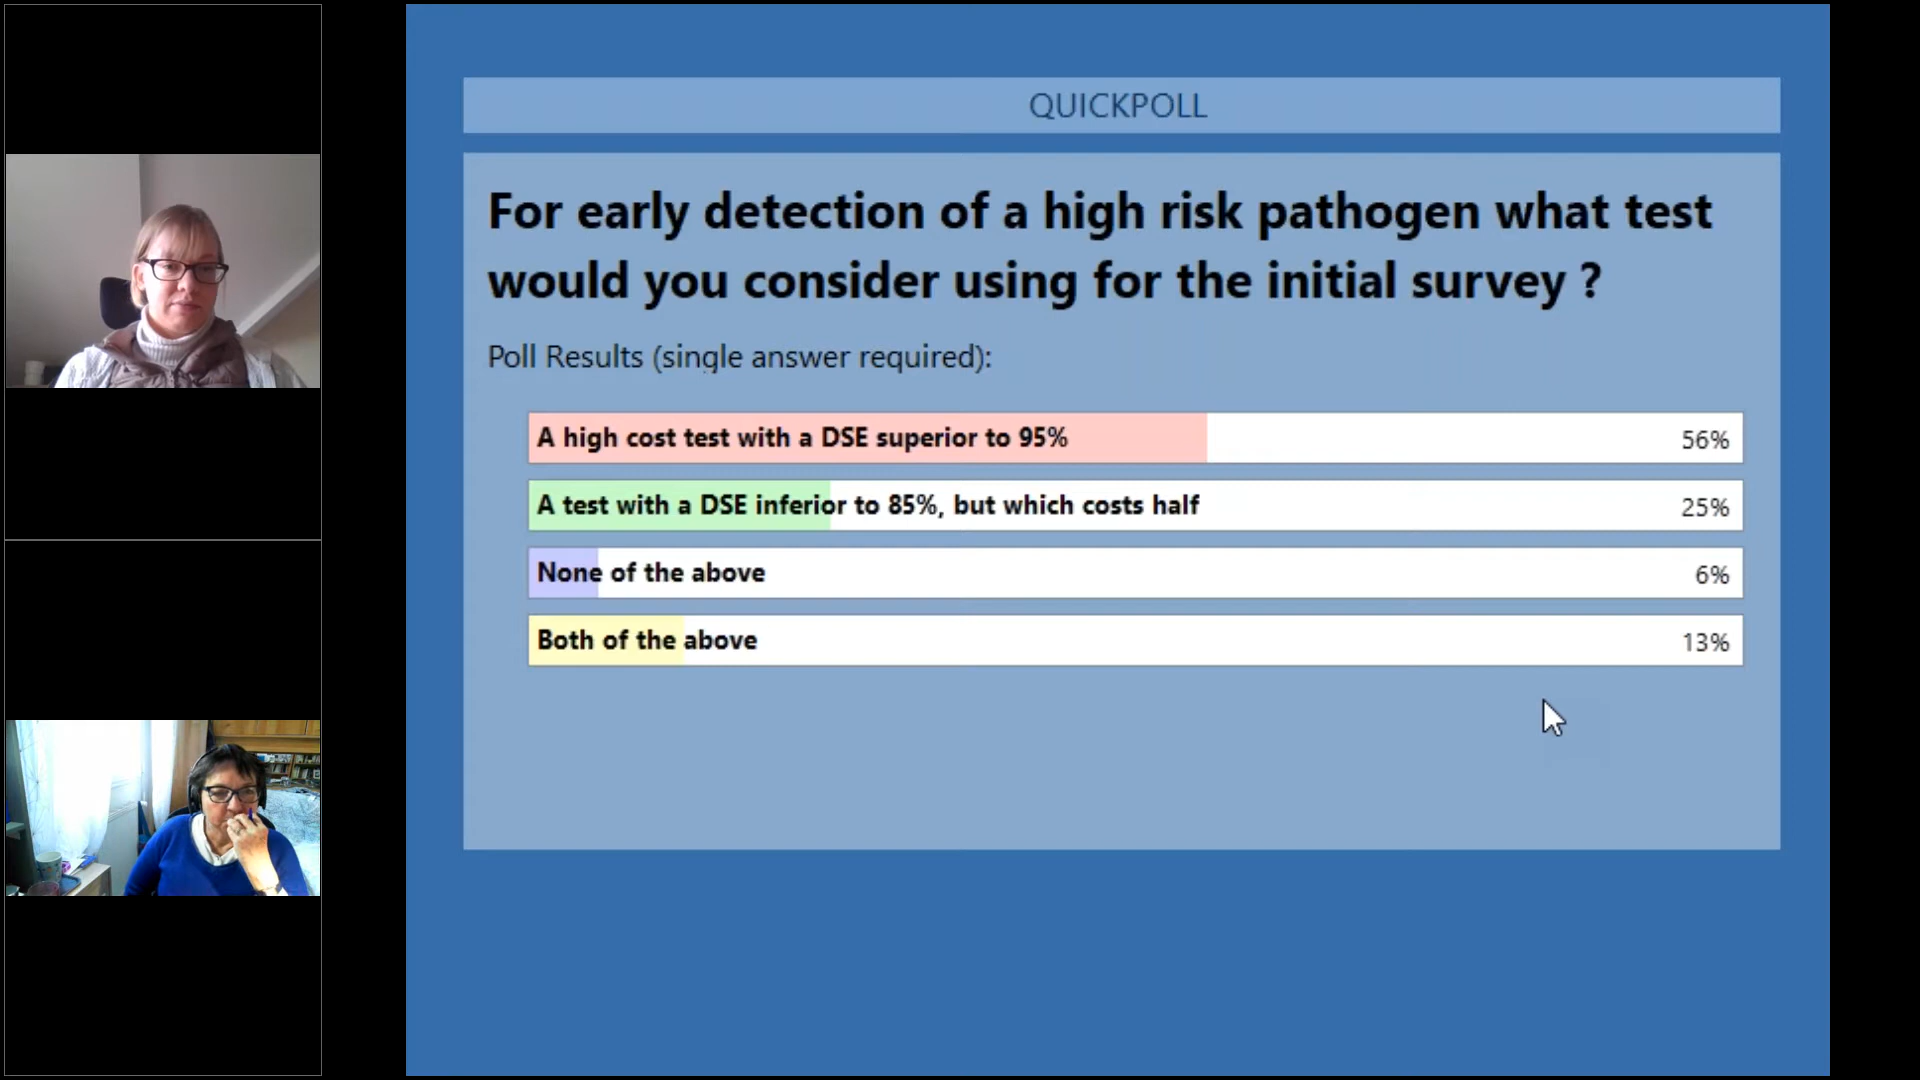 QUICKPOLL
For early detection of a high risk pathogen what test
would you consider using for the initial survey ?
Poll Results (single answer required):
A high cost test with a DSE superior to 95% 56%
A test with a DSE inferior to 85%, but which costs half 25%
None of the above 6%
Both of the above 13%